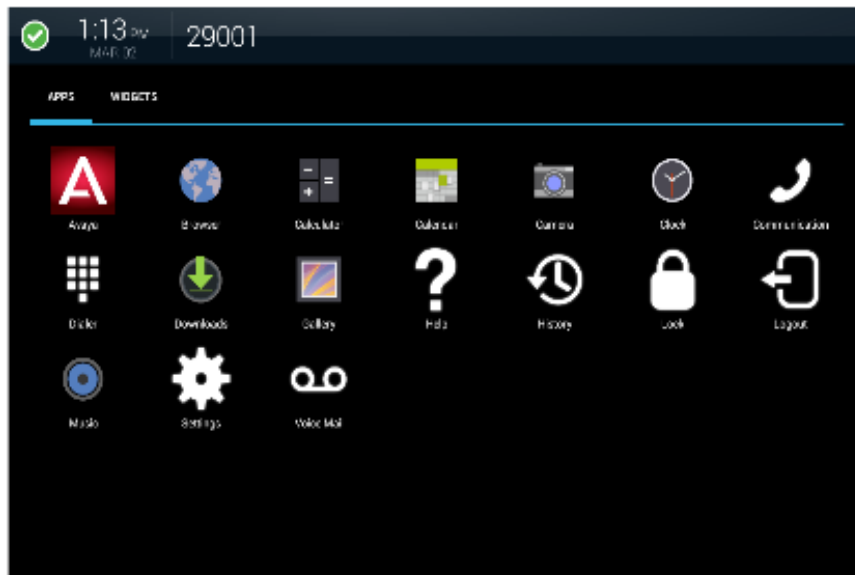 1:13 PM
MAR 02
29001
APPS WIDGETS
Avaya Browser Calculator Calendar Camera Clock Communication
Dialer Downloads Gallery Help History Lock Logout
Music Settings Voice Mail